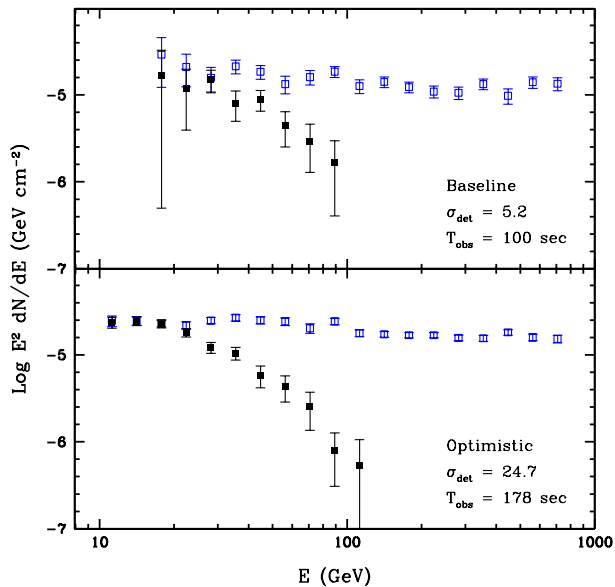 Log E² dN/dE (GeV cm⁻²)
-5
-6
-7
Baseline
σdet = 5.2
Tobs = 100 sec
-5
-6
-7
Optimistic
σdet = 24.7
Tobs = 178 sec
10
100
1000
E (GeV)